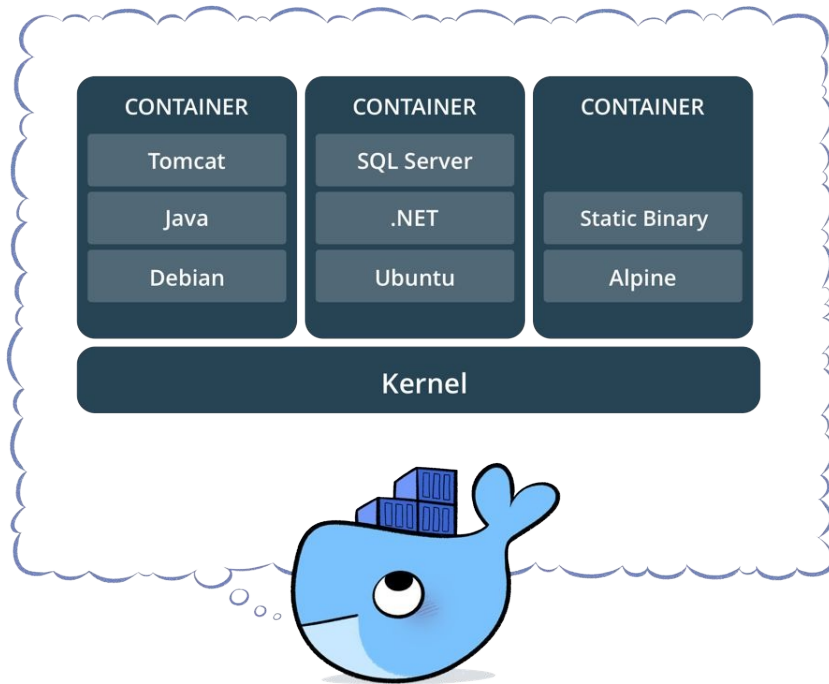 CONTAINER
Tomcat
Java
Debian
CONTAINER
SQL Server
.NET
Ubuntu
CONTAINER
Static Binary
Alpine
Kernel